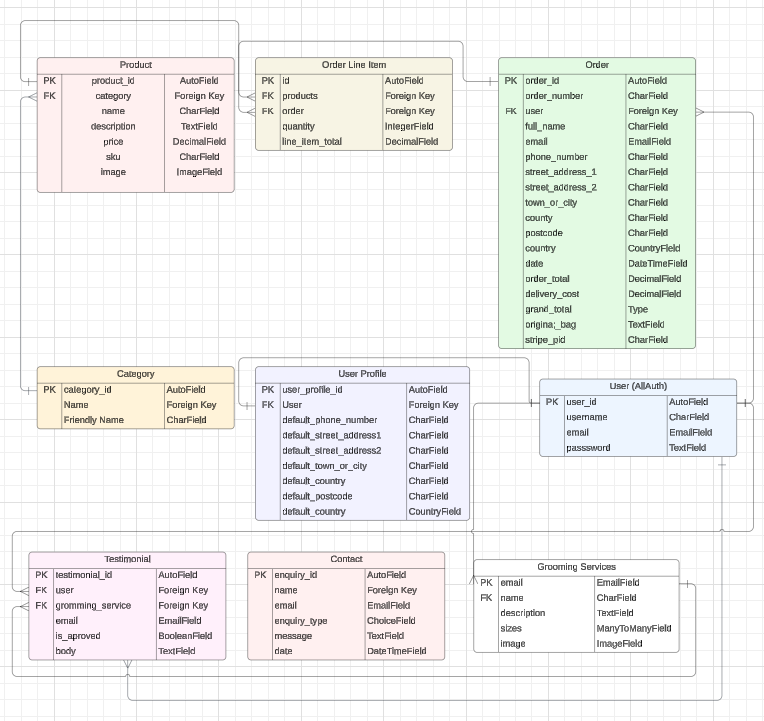 Product
PK product_id AutoField
FK category Foreign Key
name CharField
description TextField
price DecimalField
sku CharField
image ImageField
Order Line Item
PK id AutoField
FK products Foreign Key
FK order Foreign Key
quantity IntegerField
line_item_total DecimalField
Order
PK order_id AutoField
order_number CharField
FK user Foreign Key
full_name CharField
email EmailField
phone_number CharField
street_address_1 CharField
street_address_2 CharField
town_or_city CharField
county CharField
postcode CharField
country CountryField
date DateTimeField
order_total DecimalField
delivery_cost DecimalField
grand_total Type
origina;_bag TextField
stripe_pid CharField
Category
PK category_id AutoField
Name Foreign Key
Friendly Name CharField
User Profile
PK user_profile_id AutoField
FK User Foreign Key
default_phone_number CharField
default_street_address1 CharField
default_street_address2 CharField
default_town_or_city CharField
default_country CharField
default_postcode CharField
default_country CountryField
User (AllAuth)
PK user_id AutoField
username CharField
email EmailField
passsword TextField
Testimonial
PK testimonial_id AutoField
FK user Foreign Key
FK gromming_service Foreign Key
email EmailField
is_aproved BooleanField
body TextField
Contact
PK enquiry_id AutoField
name Foreign Key
email EmailField
enquiry_type ChoiceField
message TextField
date DateTimeField
Grooming Services
PK email EmailField
FK name CharField
description TextField
sizes ManyToManyField
image ImageField